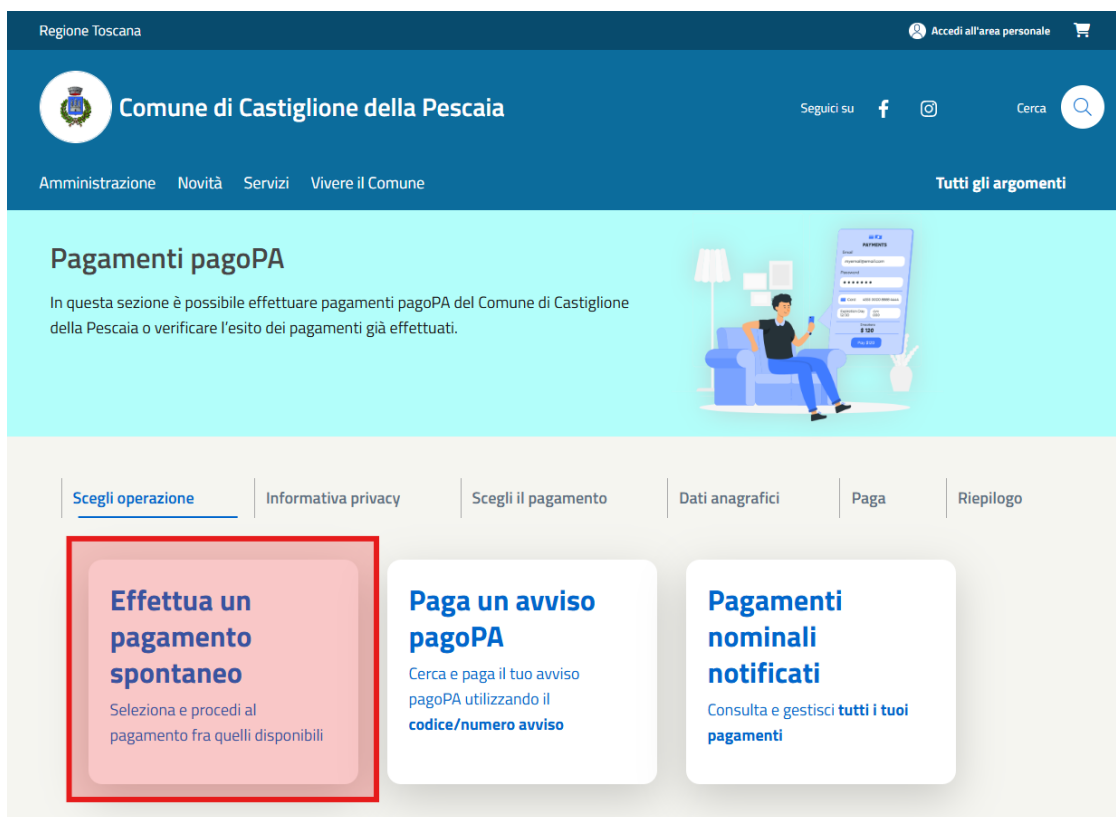 Regione Toscana
Accedi all'area personale
Comune di Castiglione della Pescaia
Seguici su
Cerca
Amministrazione Novità Servizi Vivere il Comune
Tutti gli argomenti
Pagamenti pagoPA
In questa sezione è possibile effettuare pagamenti pagoPA del Comune di Castiglione
della Pescaia o verificare l'esito dei pagamenti già effettuati.
PAYMENTS
Email
Password
$ 120
Scegli operazione
Informativa privacy
Scegli il pagamento
Dati anagrafici
Paga
Riepilogo
Effettua un
pagamento
spontaneo
Seleziona e procedi al
pagamento fra quelli disponibili
Paga un avviso
pagoPA
Cerca e paga il tuo avviso
pagoPA utilizzando il
codice/numero avviso
Pagamenti
nominali
notificati
Consulta e gestisci tutti i tuoi
pagamenti